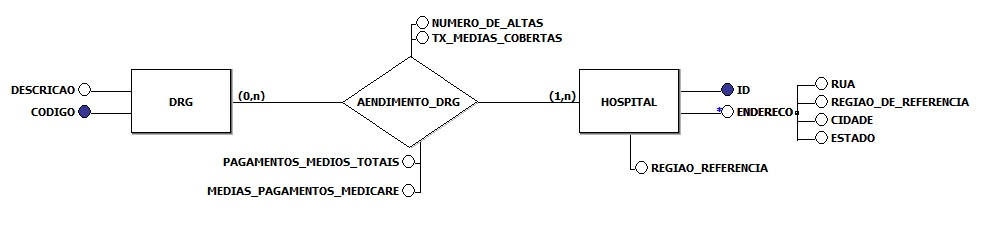 NUMERO_DE_ALTAS
TX_MEDIAS_COBERTAS
DESCRICAO
CODIGO
DRG
(0,n)
AENDIMENTO_DRG
(1,n)
HOSPITAL
ID
*
ENDERECO
RUA
REGIAO_DE_REFERENCIA
CIDADE
ESTADO
PAGAMENTOS_MEDIOS_TOTAIS
MEDIAS_PAGAMENTOS_MEDICARE
REGIAO_REFERENCIA